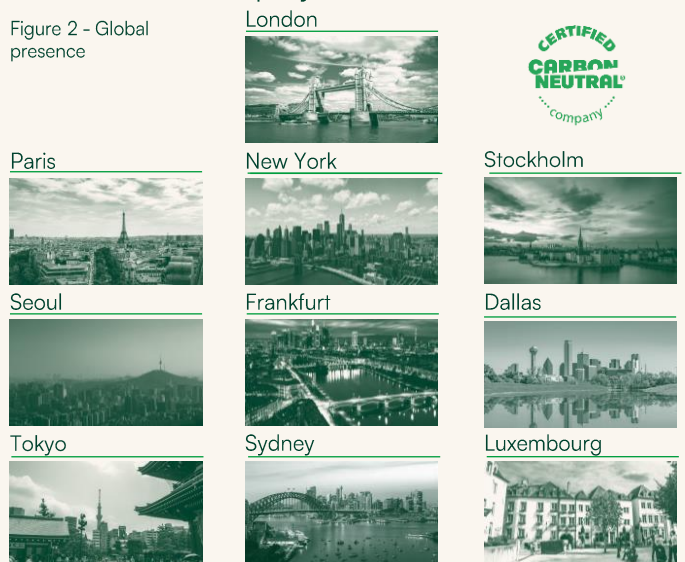 Figure 2 - Global
presence
London
CERTIFIED
CARBON
NEUTRAL®
company
Paris
New York
Stockholm
Seoul
Frankfurt
Dallas
Tokyo
Sydney
Luxembourg